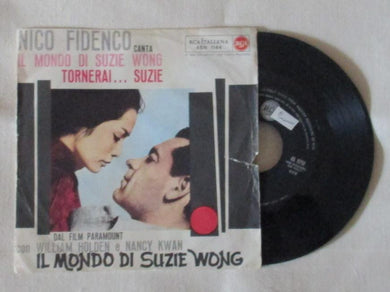 NICO FIDENCO CANTA
IL MONDO DI SUZIE WONG
TORNERAI... SUZIE
RCA ITALIANA
RCA
DAL FILM PARAMOUNT
con WILLIAM HOLDEN e NANCY KWAN
IL MONDO DI SUZIE WONG